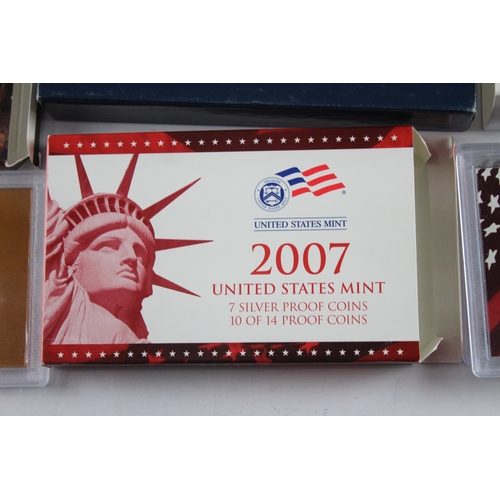 UNITED STATES MINT
2007
UNITED STATES MINT
7 SILVER PROOF COINS
10 OF 14 PROOF COINS